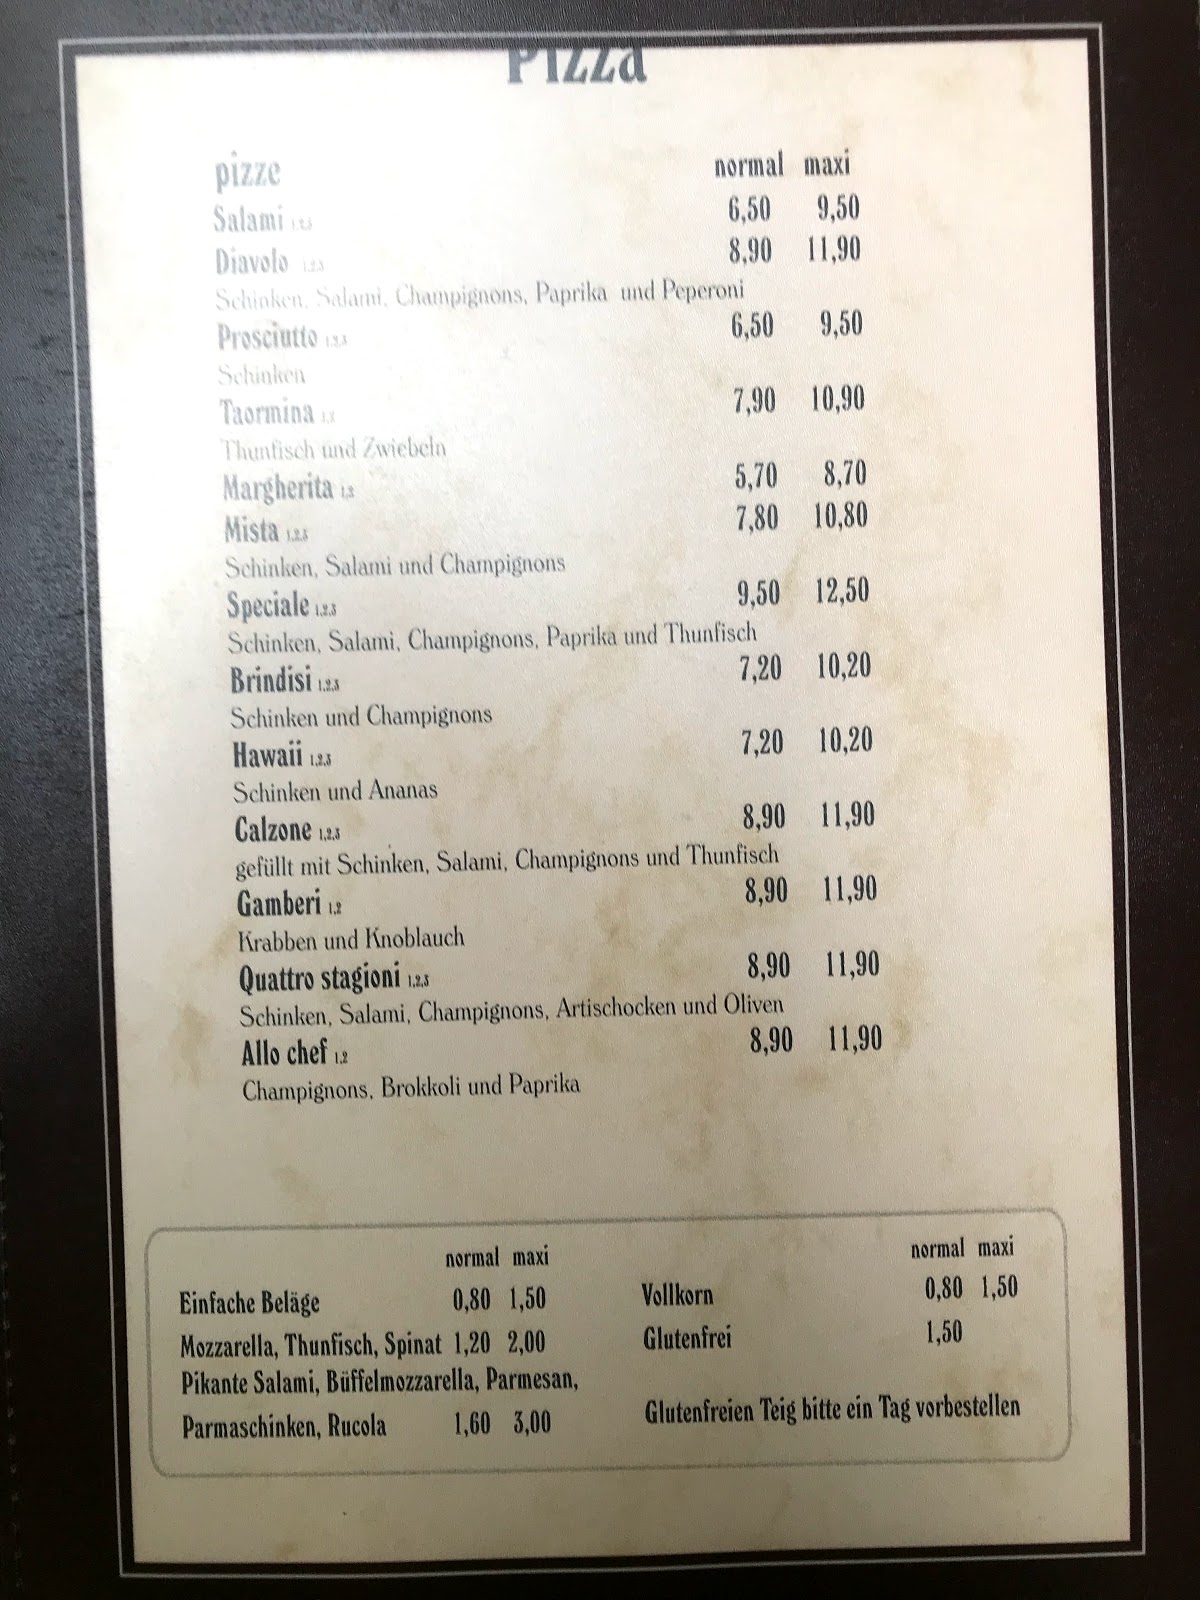 Pizza
pizze normal maxi
Salami 1,2,3 6,50 9,50
Diavolo 1,2,3 8,90 11,90
Schinken, Salami, Champignons, Paprika und Peperoni
Prosciutto 1,2,3 6,50 9,50
Schinken
Taormina 7,90 10,90
Thunfisch und Zwiebeln
Margherita 1,2 5,70 8,70
Mista 1,2,3 7,80 10,80
Schinken, Salami und Champignons
Speciale 1,2,3 9,50 12,50
Schinken, Salami, Champignons, Paprika und Thunfisch
Brindisi 1,2,3 7,20 10,20
Schinken und Champignons
Hawaii 1,2,3 7,20 10,20
Schinken und Ananas
Calzone 1,2,3 8,90 11,90
gefüllt mit Schinken, Salami, Champignons und Thunfisch
Gamberi 1,2 8,90 11,90
Krabben und Knoblauch
Quattro stagioni 1,2,3 8,90 11,90
Schinken, Salami, Champignons, Artischocken und Oliven
Allo chef 1,2 8,90 11,90
Champignons, Brokkoli und Paprika
normal maxi
Einfache Beläge 0,80 1,50
Mozzarella, Thunfisch, Spinat 1,20 2,00
Pikante Salami, Büffelmozzarella, Parmesan,
Parmaschinken, Rucola 1,60 3,00
normal maxi
Vollkorn 0,80 1,50
Glutenfrei 1,50
Glutenfreien Teig bitte ein Tag vorbestellen